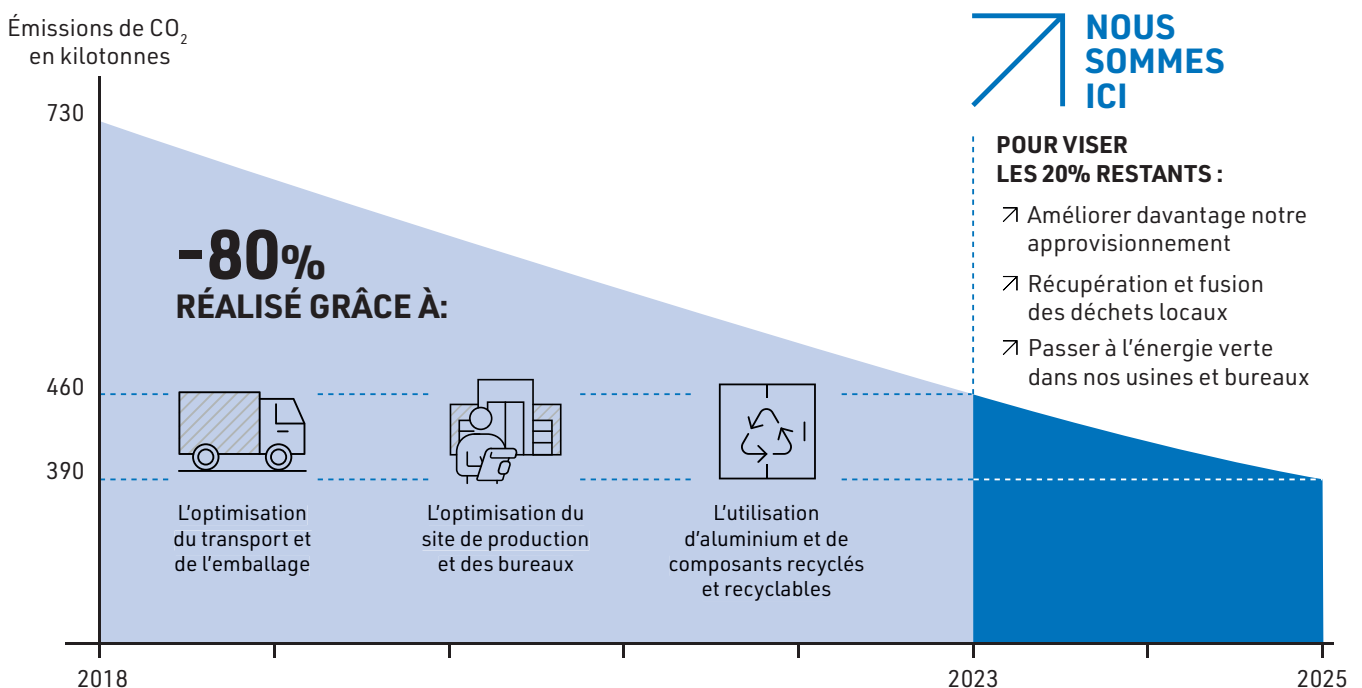 Émissions de CO₂
en kilotonnes
730
460
390
-80%
RÉALISÉ GRÂCE À:
L'optimisation
du transport et
de l'emballage
L'optimisation du
site de production
et des bureaux
L'utilisation
d'aluminium et de
composants recyclés
et recyclables
NOUS
SOMMES
ICI
POUR VISER
LES 20% RESTANTS :
Améliorer davantage notre
approvisionnement
Récupération et fusion
des déchets locaux
Passer à l'énergie verte
dans nos usines et bureaux
2018
2023
2025